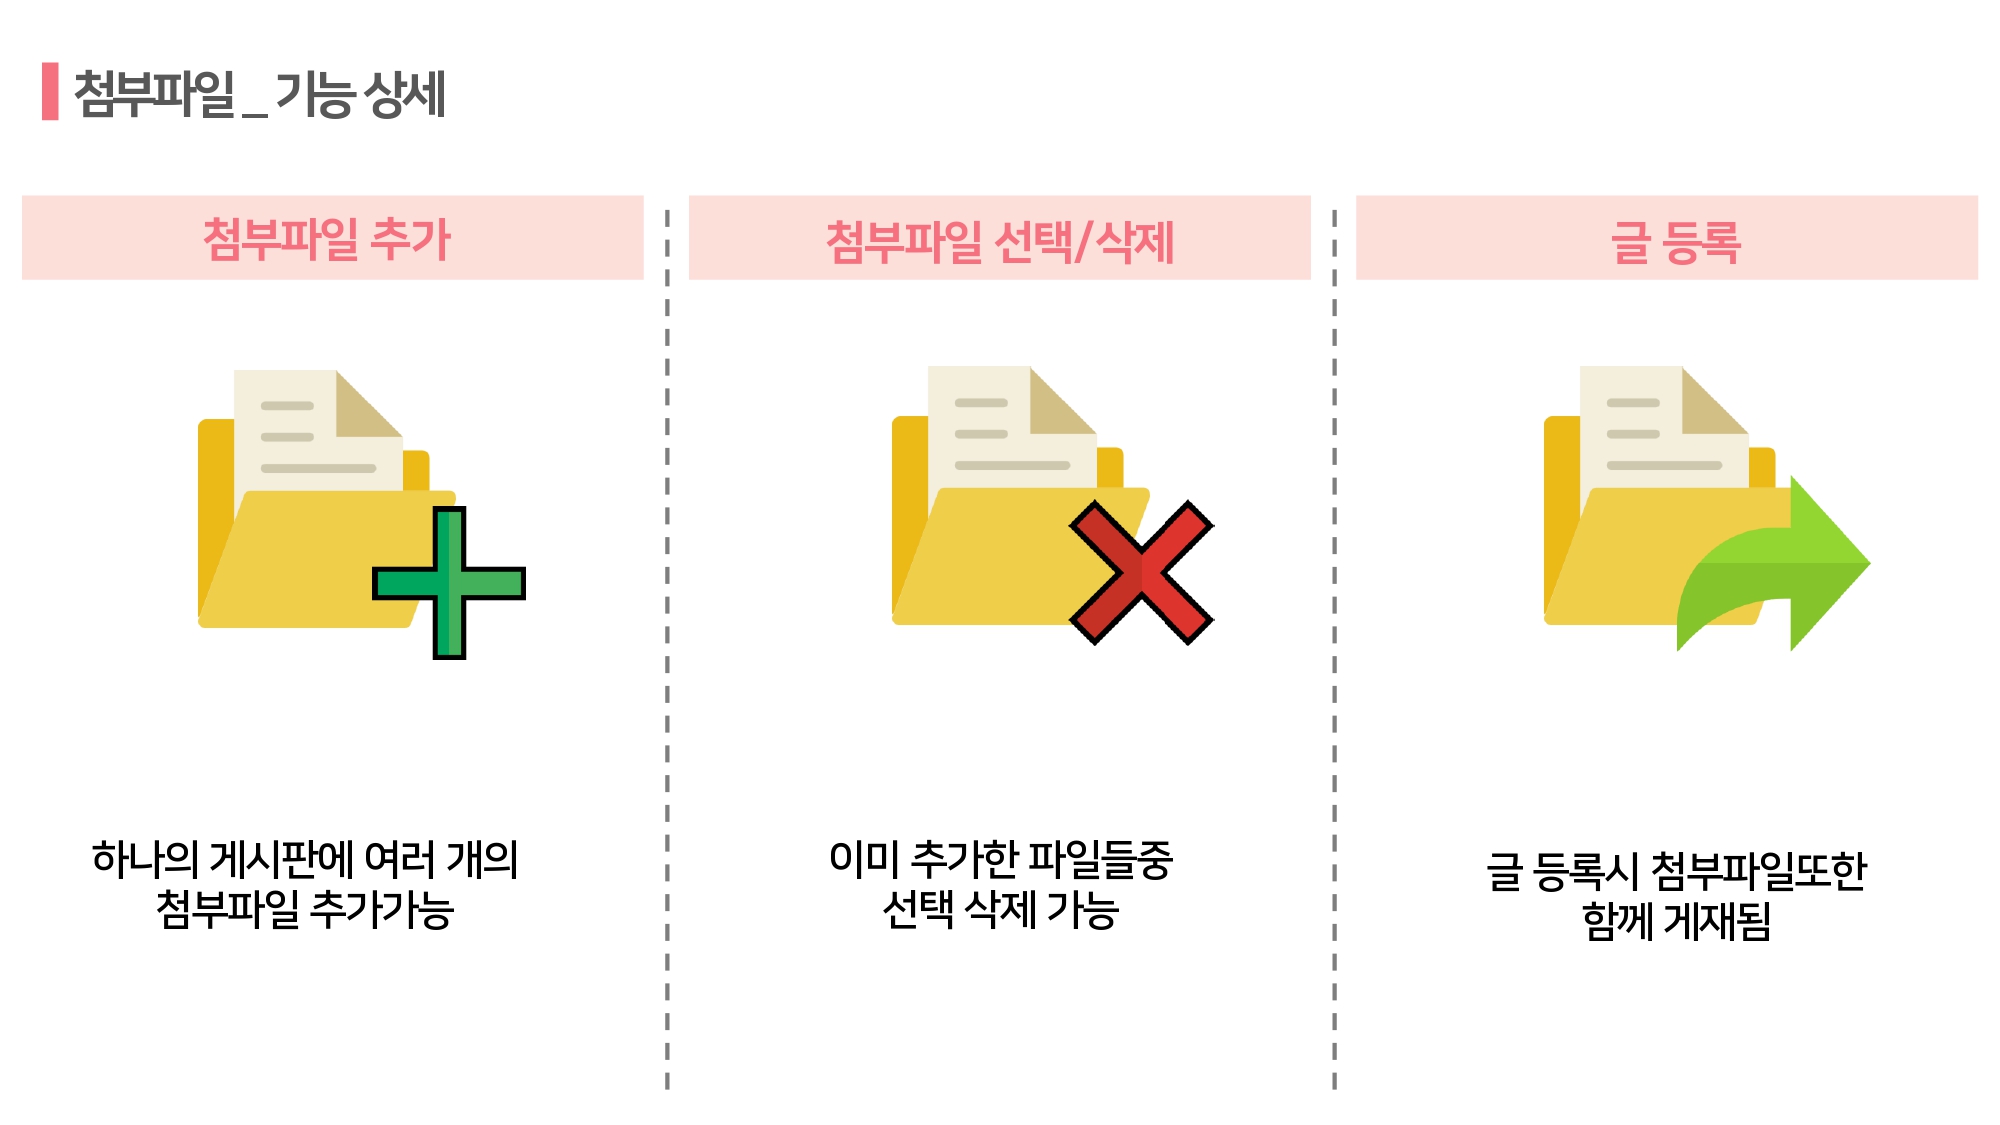 첨부파일 _ 기능 상세
첨부파일 추가
첨부파일 선택/삭제
글 등록
하나의 게시판에 여러 개의
첨부파일 추가가능
이미 추가한 파일들중
선택 삭제 가능
글 등록시 첨부파일또한
함께 게재됨